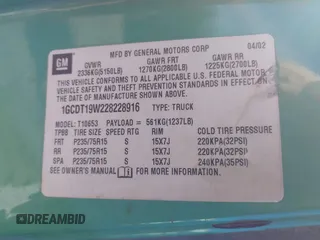 GM
MFD. BY GENERAL MOTORS CORP 04/02
GVWR GAWR FRT GAWR RR
2336KG(5150LB) 1270KG(2800LB) 1225KG(2700LB)
THIS VEHICLE CONFORMS TO ALL APPLICABLE U.S. FEDERAL MOTOR
VEHICLE SAFETY AND THEFT PREVENTION STANDARDS IN EFFECT
ON THE DATE OF MANUFACTURE SHOWN ABOVE.
1GCDT19W228228916 TYPE: TRUCK
MODEL: T10653 PAYLOAD = 561KG(1237LB)
TPBB TIRE SIZE SPEED RTG RIM COLD TIRE PRESSURE
FRT P235/75R15 S 15X7J 220KPA(32PSI)
RR P235/75R15 S 15X7J 220KPA(32PSI)
SPA P235/75R15 S 15X7J 240KPA(35PSI)
SEE OWNER'S MANUAL FOR ADDITIONAL INFORMATION
DREAMBID